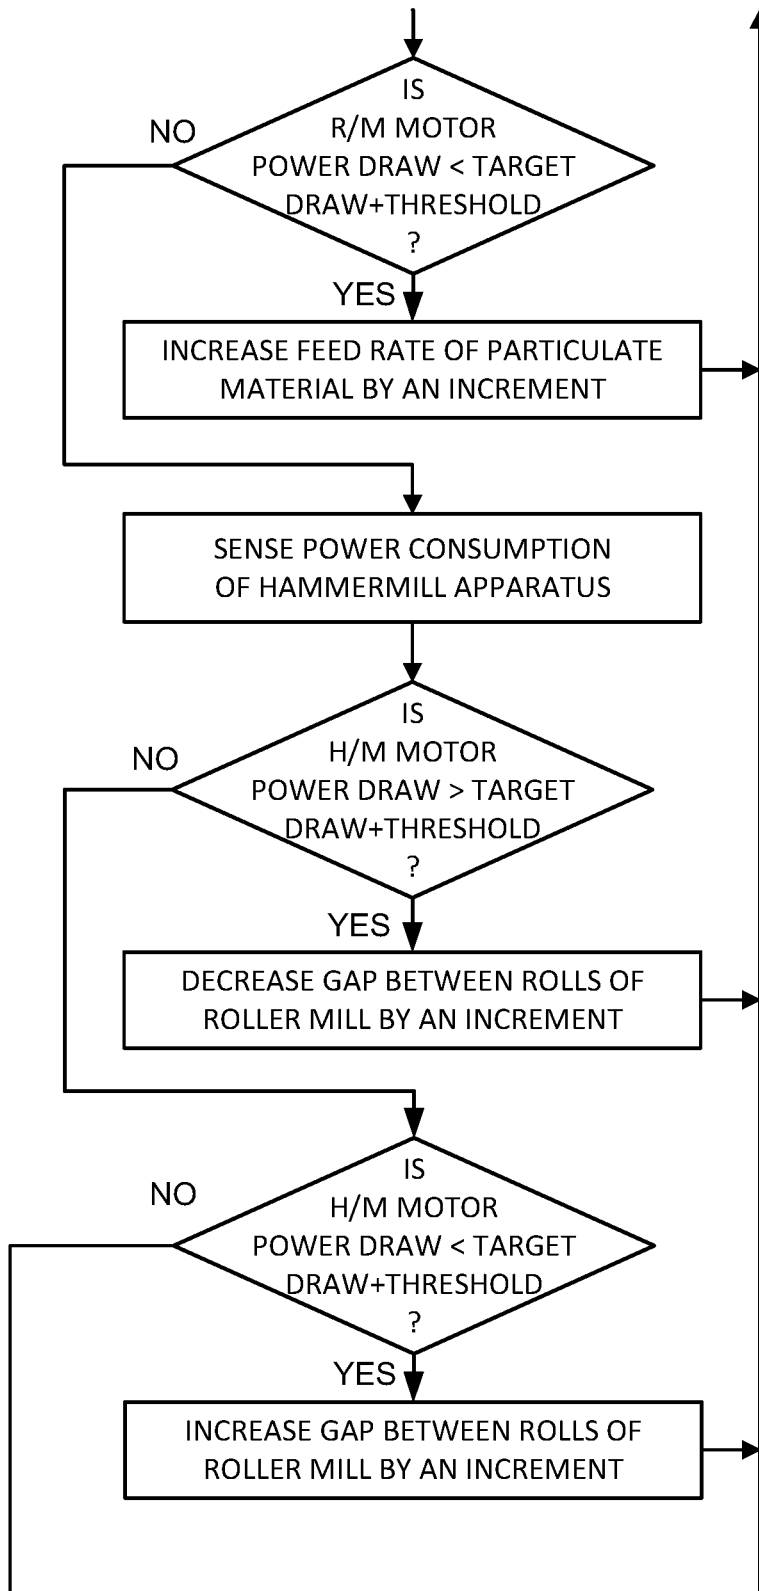 IS
R/M MOTOR
POWER DRAW < TARGET
DRAW+THRESHOLD
?
NO
YES
INCREASE FEED RATE OF PARTICULATE
MATERIAL BY AN INCREMENT
SENSE POWER CONSUMPTION
OF HAMMERMILL APPARATUS
IS
H/M MOTOR
POWER DRAW > TARGET
DRAW+THRESHOLD
?
NO
YES
DECREASE GAP BETWEEN ROLLS OF
ROLLER MILL BY AN INCREMENT
IS
H/M MOTOR
POWER DRAW < TARGET
DRAW+THRESHOLD
?
NO
YES
INCREASE GAP BETWEEN ROLLS OF
ROLLER MILL BY AN INCREMENT